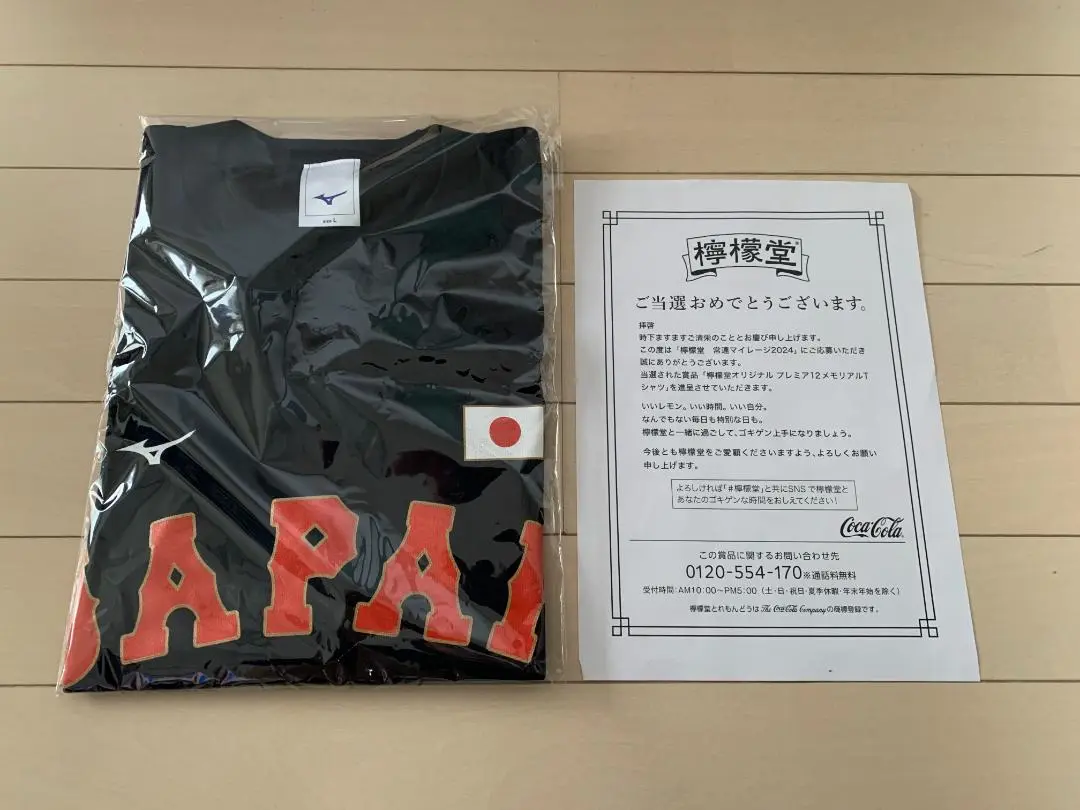 size L
JAPAN
檸檬堂®
ご当選おめでとうございます。
拝啓
時下ますますご清栄のこととお慶び申し上げます。
この度は「檸檬堂 常連マイレージ2024」にご応募いただき
誠にありがとうございます。
当選された賞品「檸檬堂オリジナル プレミア12メモリアルT
シャツ」を進呈させていただきます。
いいレモン。いい時間。いい自分。
なんでもない毎日も特別な日も。
檸檬堂と一緒に過ごして、ゴキゲン上手になりましょう。
今後とも檸檬堂をご愛顧くださいますよう、よろしくお願い
申し上げます。
よろしければ「#檸檬堂」と共にSNSで檸檬堂と
あなたのゴキゲンな時間をおしえてください!
Coca-Cola
この賞品に関するお問い合わせ先
0120-554-170※通話料無料
受付時間:AM10:00〜PM5:00(土・日・祝日・夏季休暇・年末年始を除く)
檸檬堂とれもんどうは The Coca-Cola Company の商標登録です。